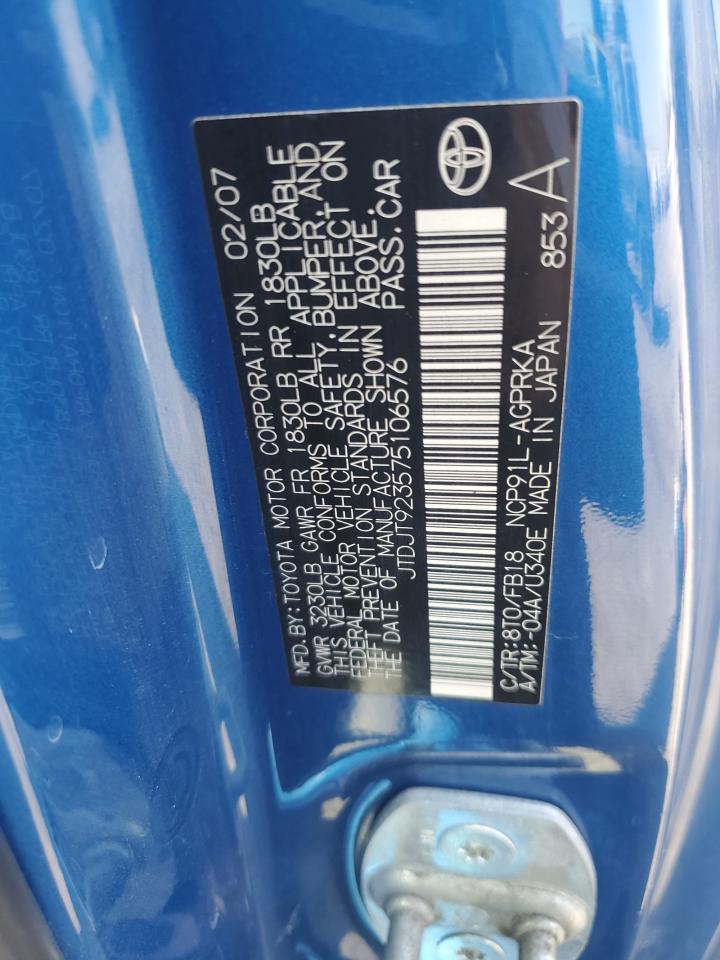 MFD. BY: TOYOTA MOTOR CORPORATION 02/07
GVWR 3230LB GAWR FR 1830LB RR 1830LB
THIS VEHICLE CONFORMS TO ALL APPLICABLE
FEDERAL MOTOR VEHICLE SAFETY, BUMPER, AND
THEFT PREVENTION STANDARDS IN EFFECT ON
THE DATE OF MANUFACTURE SHOWN ABOVE.
JTDJT923575106576 PASS. CAR
C/TR: 8T0/FB18 NCP91L-AGPRKA 853 A
A/TM: -04A/U340E MADE IN JAPAN